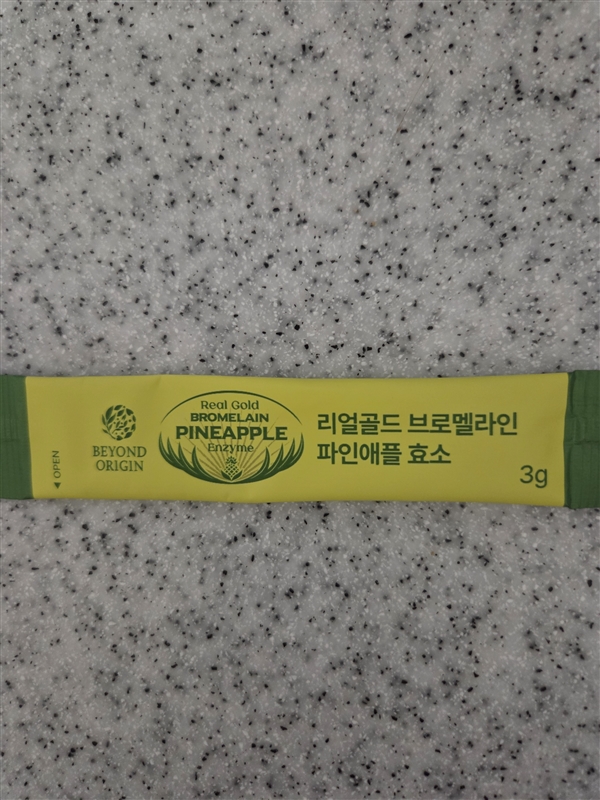 ◄ OPEN
BEYOND
ORIGIN
Real Gold
BROMELAIN
PINEAPPLE
Enzyme
리얼골드 브로멜라인
파인애플 효소
3g